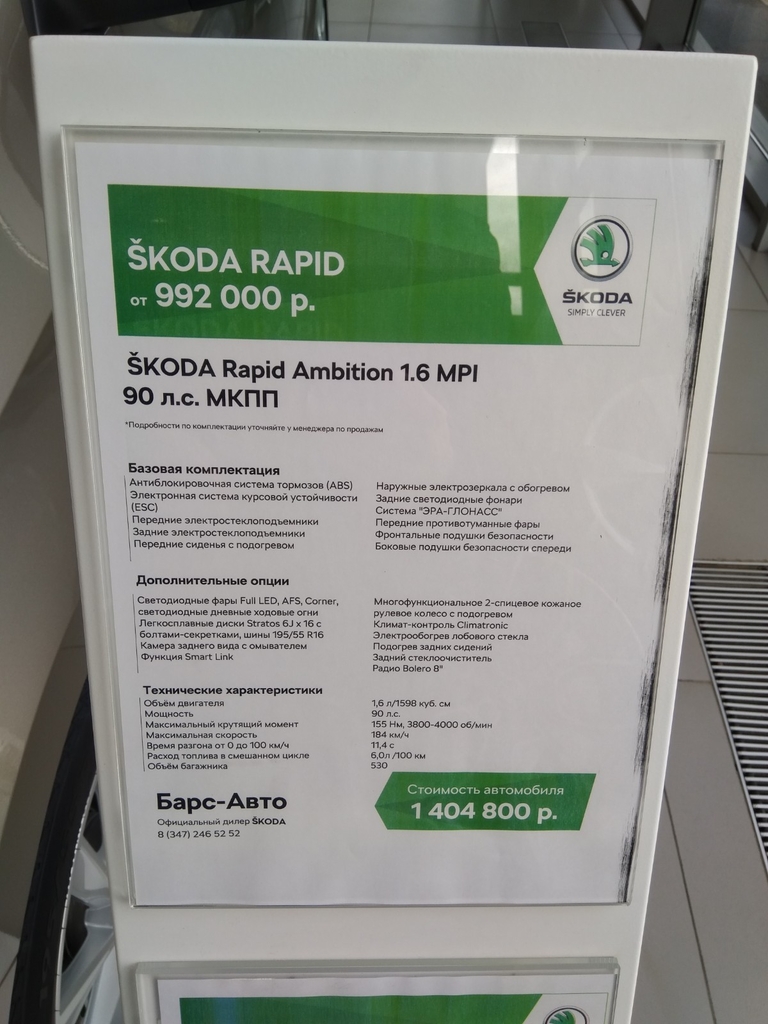 ŠKODA RAPID
от 992 000 р.
ŠKODA
SIMPLY CLEVER
ŠKODA Rapid Ambition 1.6 MPI
90 л.с. МКПП
*Подробности по комплектации уточняйте у менеджера по продажам
Базовая комплектация
Антиблокировочная система тормозов (ABS)
Электронная система курсовой устойчивости
(ESC)
Передние электростеклоподъемники
Задние электростеклоподъемники
Передние сиденья с подогревом
Наружные электрозеркала с обогревом
Задние светодиодные фонари
Система "ЭРА-ГЛОНАСС"
Передние противотуманные фары
Фронтальные подушки безопасности
Боковые подушки безопасности спереди
Дополнительные опции
Светодиодные фары Full LED, AFS, Corner,
светодиодные дневные ходовые огни
Легкосплавные диски Stratos 6J x 16 с
болтами-секретками, шины 195/55 R16
Камера заднего вида с омывателем
Функция Smart Link
Многофункциональное 2-спицевое кожаное
рулевое колесо с подогревом
Климат-контроль Climatronic
Электрообогрев лобового стекла
Подогрев задних сидений
Задний стеклоочиститель
Радио Bolero 8"
Технические характеристики
Объём двигателя 1,6 л/1598 куб. см
Мощность 90 л.с.
Максимальный крутящий момент 155 Нм, 3800-4000 об/мин
Максимальная скорость 184 км/ч
Время разгона от 0 до 100 км/ч 11,4 с
Расход топлива в смешанном цикле 6,0л /100 км
Объём багажника 530
Барс-Авто
Официальный дилер ŠKODA
8 (347) 246 52 52
Стоимость автомобиля
1 404 800 р.